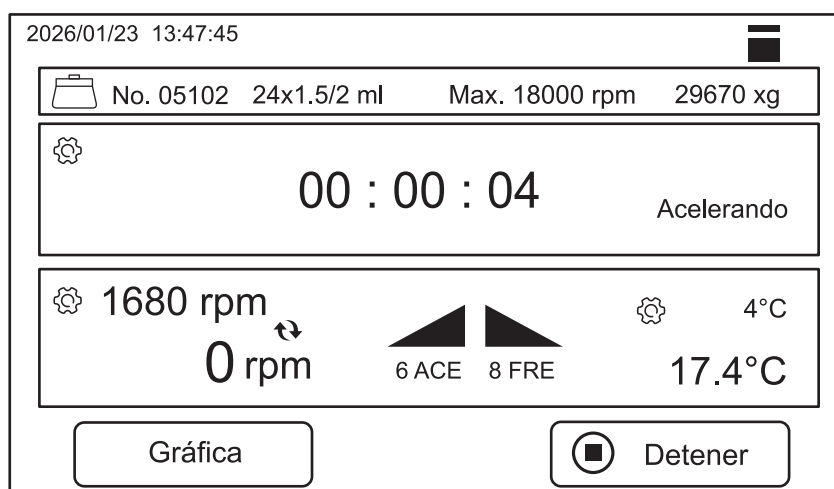 2026/01/23 13:47:45
No. 05102 24x1.5/2 ml Max. 18000 rpm 29670 xg
00 : 00 : 04
Acelerando
1680 rpm 4°C
0 rpm 6 ACE 8 FRE 17.4°C
Gráfica Detener